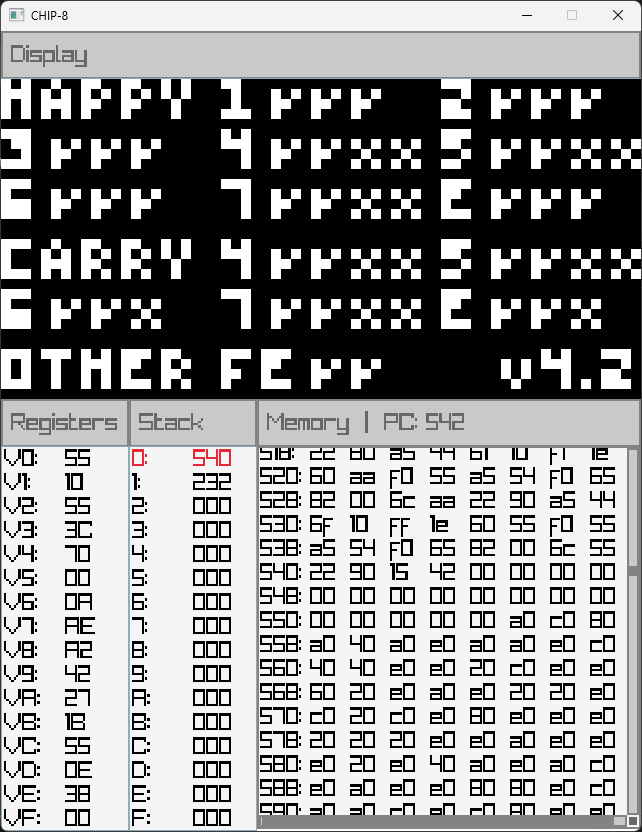 CHIP-8
Display
HAPPY 1 ✓✓✓ 2 ✓✓✓
3 ✓✓✓ 4 ✓✓xx 5 ✓✓xx
6 ✓✓✓ 7 ✓✓xx E ✓✓✓
CARRY 4 ✓✓xx 5 ✓✓xx
6 ✓✓x 7 ✓✓xx E ✓✓x
OTHER FE ✓✓ v4.2
Registers
V0: 55
V1: 10
V2: 55
V3: 3C
V4: 70
V5: 00
V6: 0A
V7: AE
V8: A2
V9: 42
VA: 27
VB: 1B
VC: 55
VD: 0E
VE: 38
VF: 00
Stack
0: 540
1: 232
2: 000
3: 000
4: 000
5: 000
6: 000
7: 000
8: 000
9: 000
A: 000
B: 000
C: 000
D: 000
E: 000
F: 000
Memory | PC: 542
518: 22 80 a5 44 6f 10 ff 1e
520: 60 aa f0 55 a5 54 f0 65
528: 82 00 6c aa 22 90 a5 44
530: 6f 10 ff 1e 60 55 f0 55
538: a5 54 f0 65 82 00 6c 55
540: 22 90 15 42 00 00 00 00
548: 00 00 00 00 00 00 00 00
550: 00 00 00 00 00 a0 c0 80
558: a0 40 a0 e0 a0 a0 e0 c0
560: 40 40 e0 e0 20 c0 e0 e0
568: 60 20 e0 a0 e0 20 20 e0
570: c0 20 c0 e0 80 e0 e0 e0
578: 20 20 20 e0 e0 a0 e0 e0
580: e0 20 e0 40 a0 e0 a0 c0
588: e0 a0 e0 e0 80 80 e0 c0